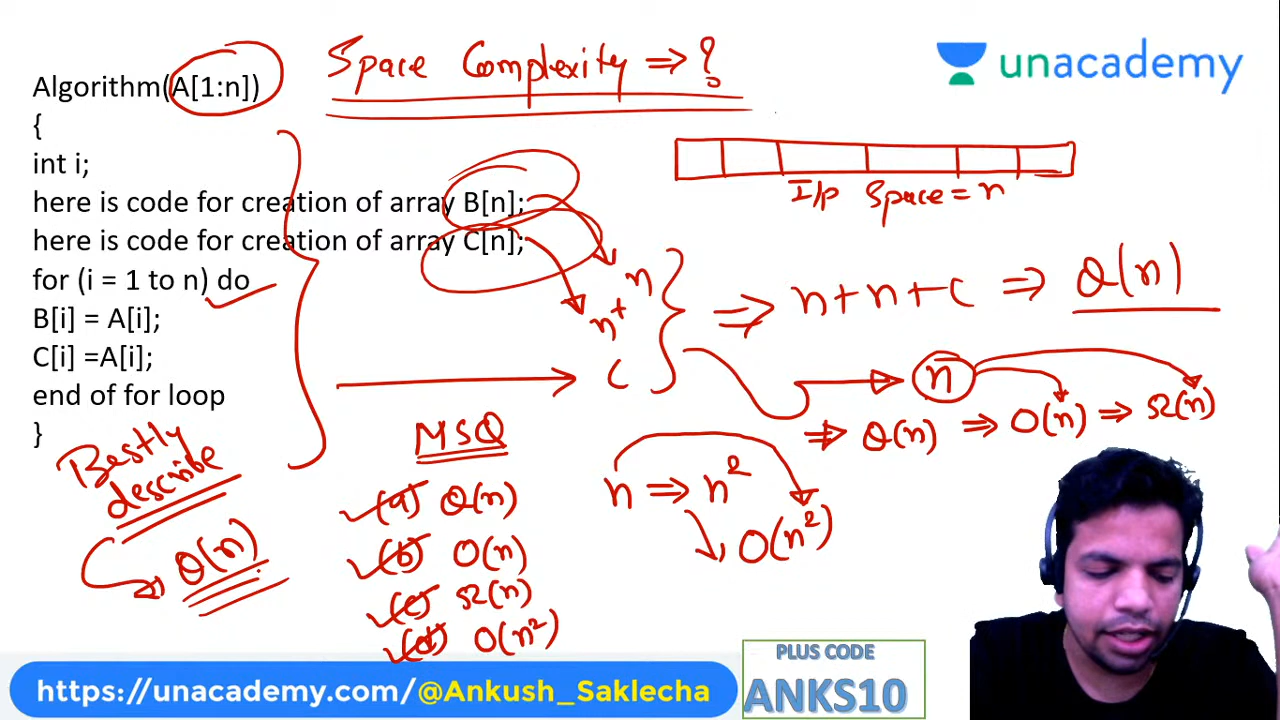 Space Complexity ⇒ ?
unacademy
Algorithm(A[1:n])
{
int i;
here is code for creation of array B[n];
here is code for creation of array C[n];
for (i = 1 to n) do
B[i] = A[i];
C[i] =A[i];
end of for loop
}
I/p Space = n
n
n+
C
⇒ n+n+C ⇒ θ(n)
n
⇒ θ(n) ⇒ O(n) ⇒ Ω(n)
Bestly
describe
θ(n)
MSQ
(a) θ(n)
(b) O(n)
(c) Ω(n)
(d) O(n²)
n ⇒ n²
O(n²)
PLUS CODE
ANKS10
https://unacademy.com/@Ankush_Saklecha